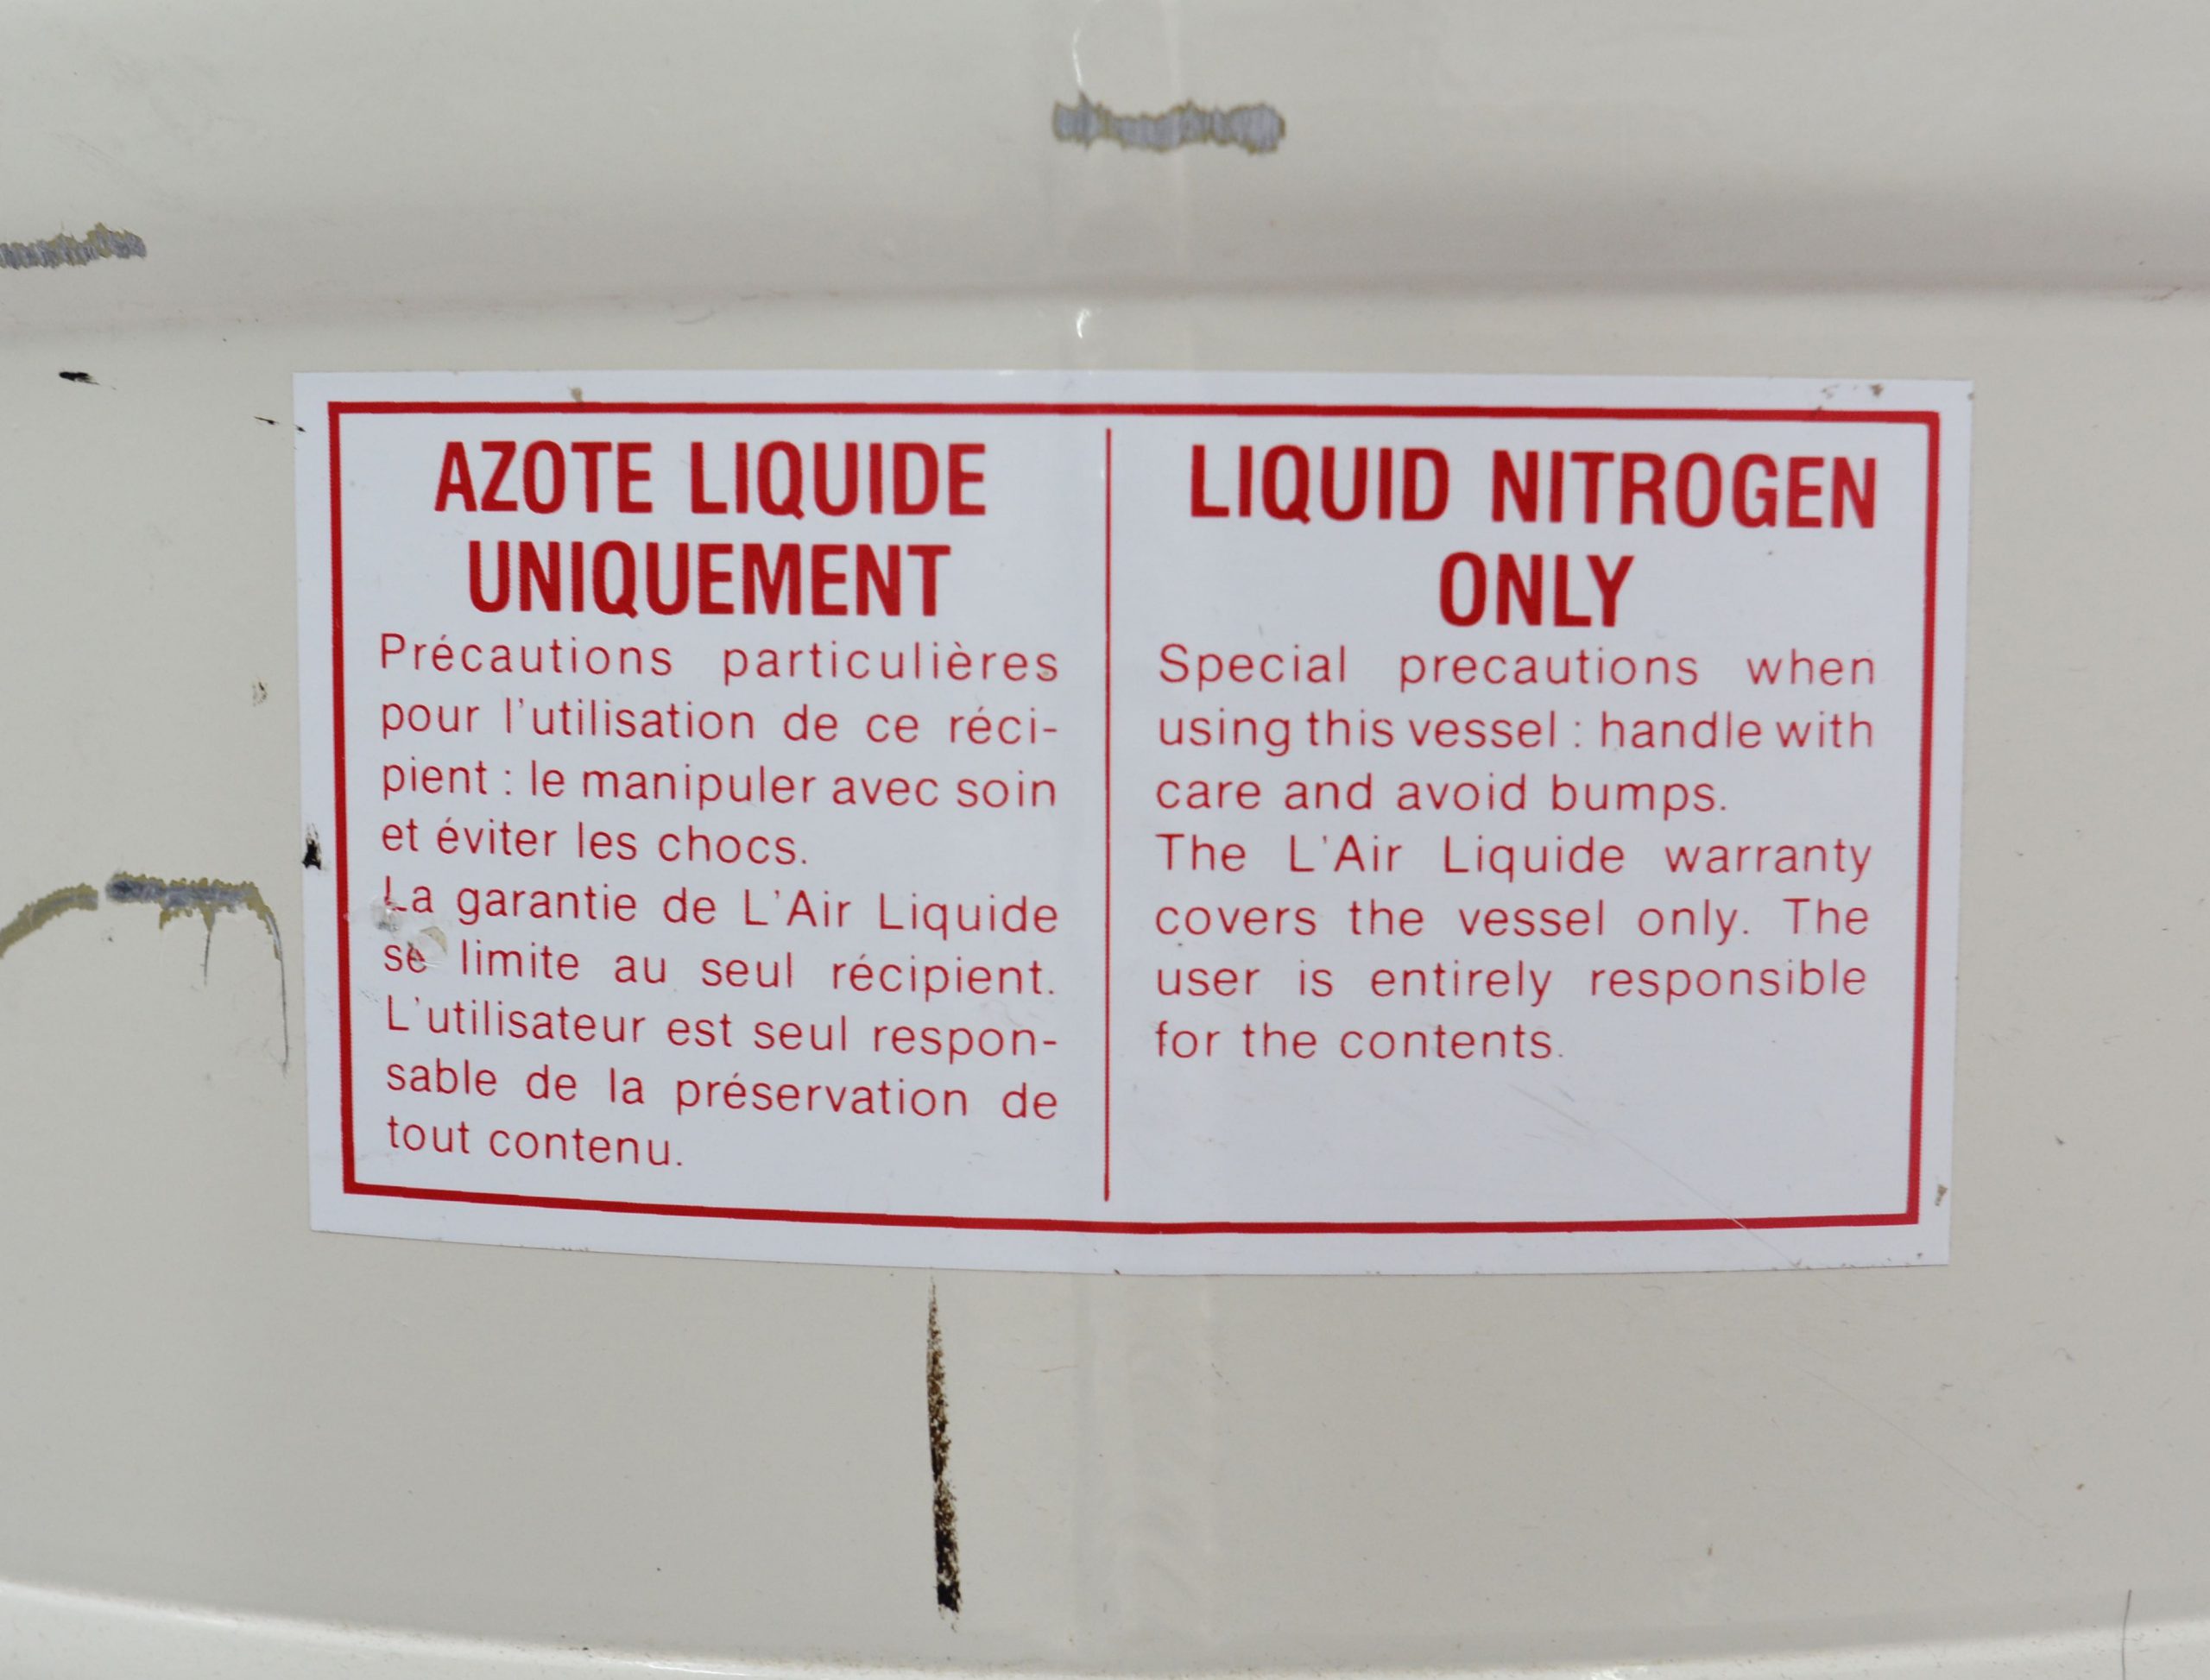 AZOTE LIQUIDE
UNIQUEMENT
Précautions particulières
pour l'utilisation de ce réci-
pient : le manipuler avec soin
et éviter les chocs.
La garantie de L'Air Liquide
se limite au seul récipient.
L'utilisateur est seul respon-
sable de la préservation de
tout contenu.
LIQUID NITROGEN
ONLY
Special precautions when
using this vessel : handle with
care and avoid bumps.
The L'Air Liquide warranty
covers the vessel only. The
user is entirely responsible
for the contents.